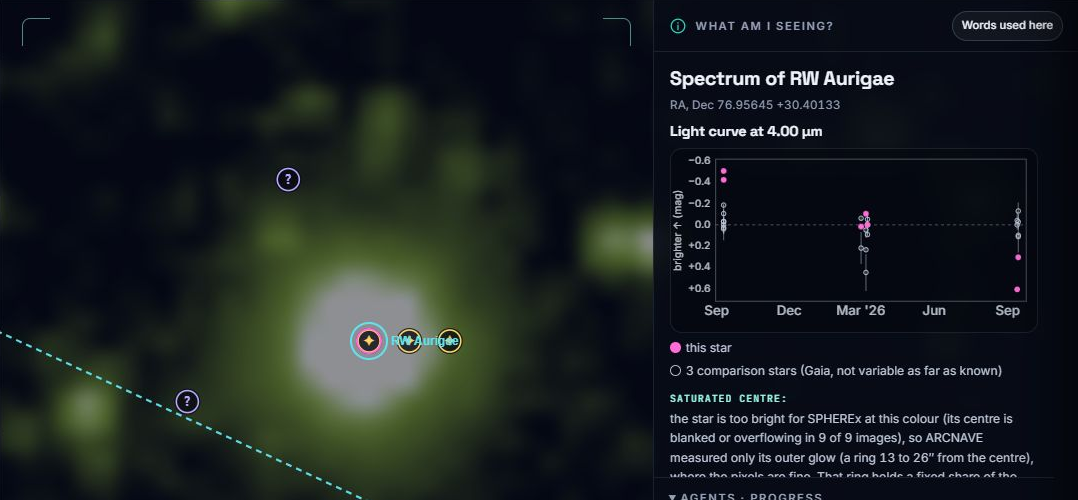 WHAT AM I SEEING?
Words used here
Spectrum of RW Aurigae
RA, Dec 76.95645 +30.40133
Light curve at 4.00 µm
−0.6
−0.4
−0.2
0.0
+0.2
+0.4
+0.6
brighter ↑ (mag)
Sep Dec Mar '26 Jun Sep
this star
3 comparison stars (Gaia, not variable as far as known)
SATURATED CENTRE:
the star is too bright for SPHEREx at this colour (its centre is
blanked or overflowing in 9 of 9 images), so ARCNAVE
measured only its outer glow (a ring 13 to 26″ from the centre),
where the pixels are fine. That ring holds a fixed share of the
▼ AGENTS · PROGRESS
?
?
RW Aurigae